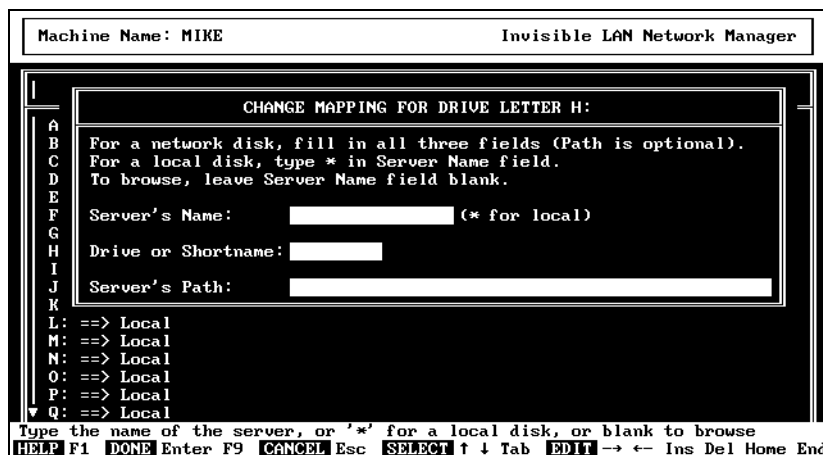 Machine Name: MIKE Invisible LAN Network Manager
CHANGE MAPPING FOR DRIVE LETTER H:
A
B For a network disk, fill in all three fields (Path is optional).
C For a local disk, type * in Server Name field.
D To browse, leave Server Name field blank.
E
F Server's Name: (* for local)
G
H Drive or Shortname:
I
J Server's Path:
K
L: ==> Local
M: ==> Local
N: ==> Local
O: ==> Local
P: ==> Local
▼ Q: ==> Local
Type the name of the server, or '*' for a local disk, or blank to browse
HELP F1 DONE Enter F9 CANCEL Esc SELECT ↑ ↓ Tab EDIT → ← Ins Del Home End